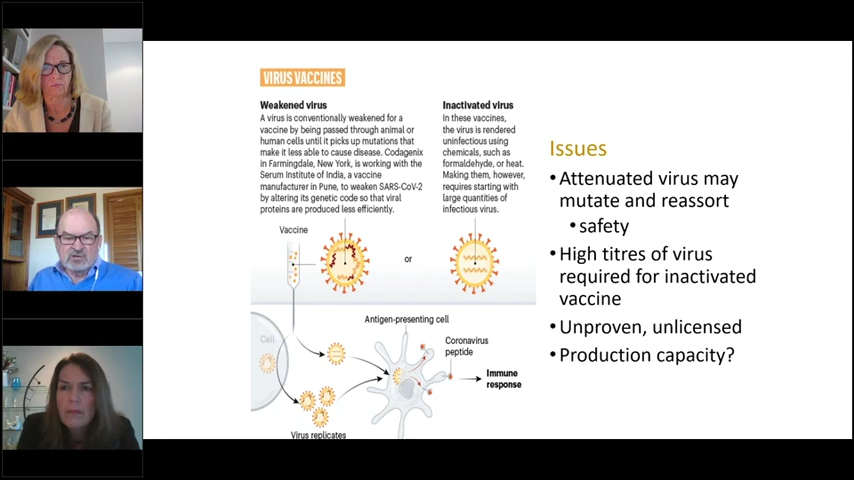 VIRUS VACCINES
Weakened virus
A virus is conventionally weakened for a
vaccine by being passed through animal or
human cells until it picks up mutations that
make it less able to cause disease. Codagenix
in Farmingdale, New York, is working with the
Serum Institute of India, a vaccine
manufacturer in Pune, to weaken SARS-CoV-2
by altering its genetic code so that viral
proteins are produced less efficiently.
Inactivated virus
In these vaccines,
the virus is rendered
uninfectious using
chemicals, such as
formaldehyde, or heat.
Making them, however,
requires starting with
large quantities of
infectious virus.
Vaccine
or
Antigen-presenting cell
Cell
Coronavirus
peptide
Immune
response
Virus replicates
Issues
•Attenuated virus may
mutate and reassort
•safety
•High titres of virus
required for inactivated
vaccine
•Unproven, unlicensed
•Production capacity?